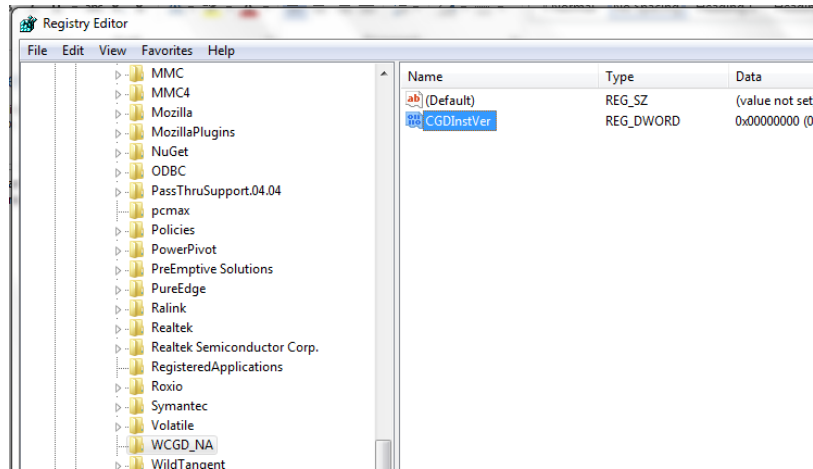 Registry Editor
File Edit View Favorites Help
MMC
MMC4
Mozilla
MozillaPlugins
NuGet
ODBC
PassThruSupport.04.04
pcmax
Policies
PowerPivot
PreEmptive Solutions
PureEdge
Ralink
Realtek
Realtek Semiconductor Corp.
RegisteredApplications
Roxio
Symantec
Volatile
WCGD_NA
WildTangent
Name Type Data
ab (Default) REG_SZ (value not set
CGDInstVer REG_DWORD 0x00000000 (0